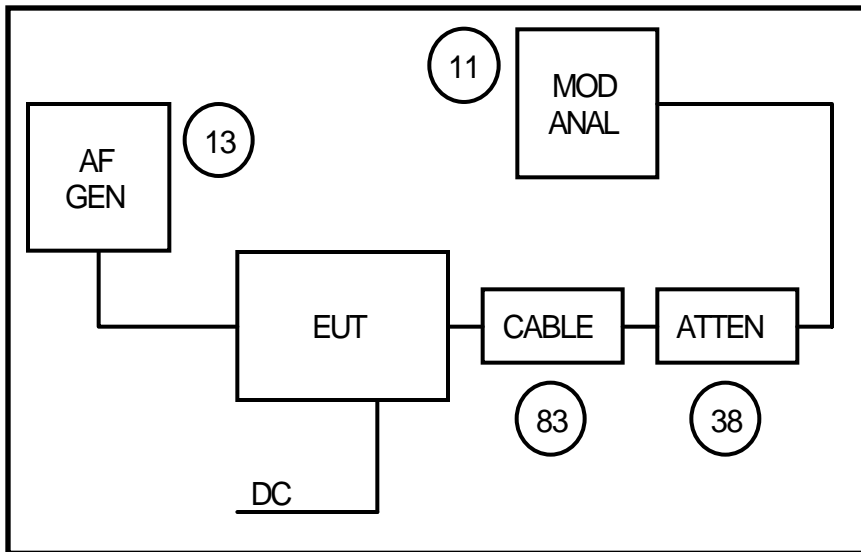 11
MOD
ANAL
13
AF
GEN
EUT
CABLE
ATTEN
83
38
DC